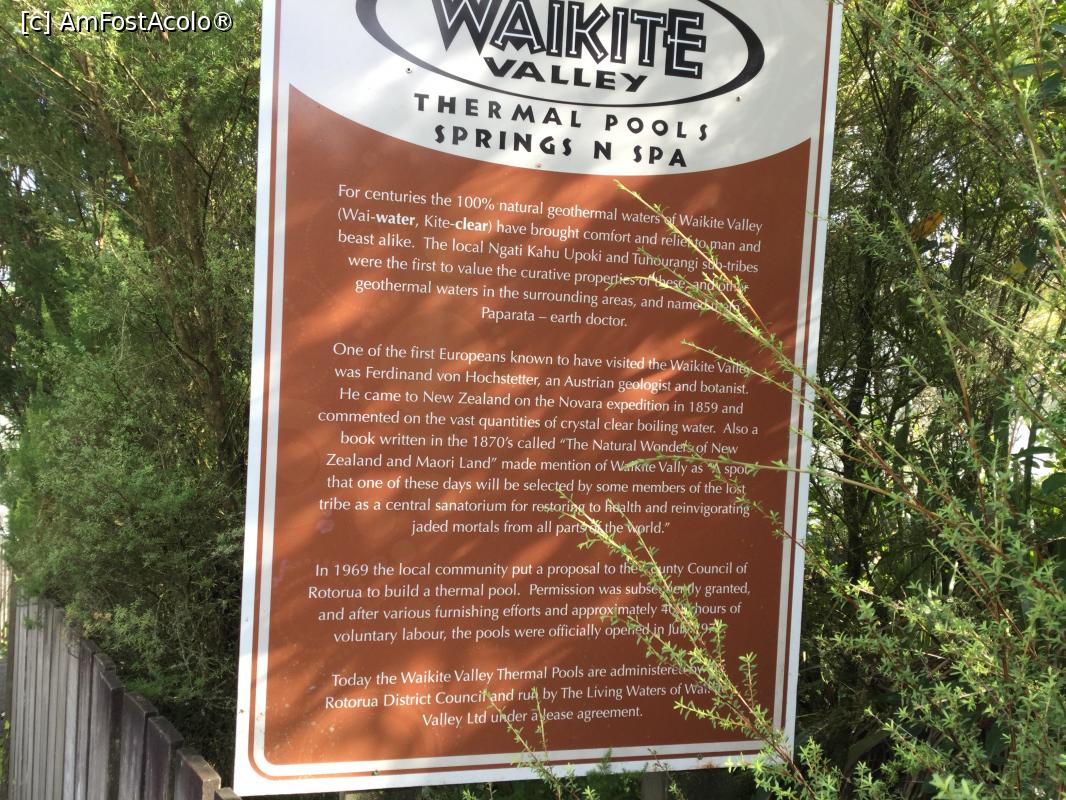 [c] AmFostAcolo®
WAIKITE
VALLEY
THERMAL POOLS
SPRINGS N SPA
For centuries the 100% natural geothermal waters of Waikite Valley
(Wai-water, Kite-clear) have brought comfort and relief to man and
beast alike. The local Ngati Kahu Upoki and Tuhourangi sub-tribes
were the first to value the curative properties of these, and other
geothermal waters in the surrounding areas, and named
Paparata – earth doctor.
One of the first Europeans known to have visited the Waikite Valley
was Ferdinand von Hochstetter, an Austrian geologist and botanist.
He came to New Zealand on the Novara expedition in 1859 and
commented on the vast quantities of crystal clear boiling water. Also a
book written in the 1870's called “The Natural Wonders of New
Zealand and Maori Land” made mention of Waikite Vally as “A spot
that one of these days will be selected by some members of the lost
tribe as a central sanatorium for restoring to health and reinvigorating
jaded mortals from all parts of the world.”
In 1969 the local community put a proposal to the County Council of
Rotorua to build a thermal pool. Permission was subsequently granted,
and after various furnishing efforts and approximately hours of
voluntary labour, the pools were officially opened in
Today the Waikite Valley Thermal Pools are administered by
Rotorua District Council and run by The Living Waters of Waikite
Valley Ltd under a lease agreement.